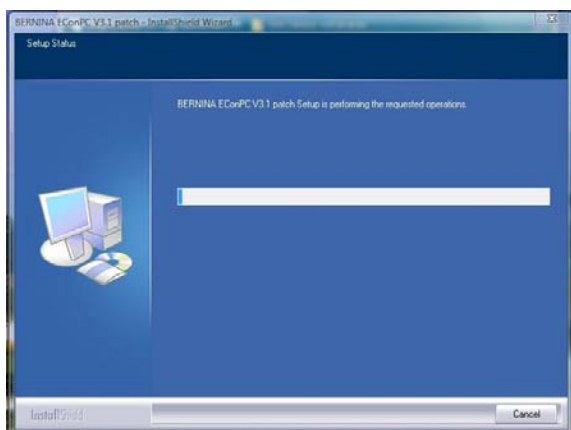 BERNINA EConPC V3.1 patch - InstallShield Wizard
Setup Status
BERNINA EConPC V3.1 patch Setup is performing the requested operations.
InstallShield
Cancel